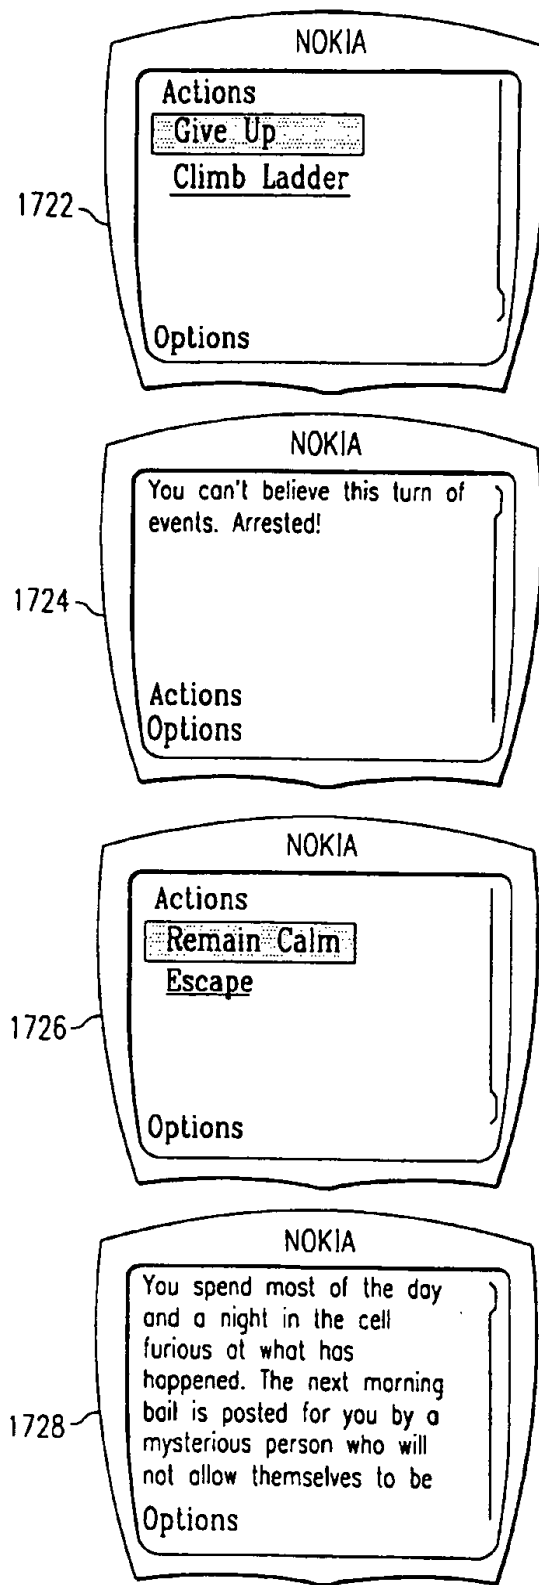 NOKIA
Actions
Give Up
Climb Ladder
1722
Options
NOKIA
You can't believe this turn of
events. Arrested!
1724
Actions
Options
NOKIA
Actions
Remain Calm
Escape
1726
Options
NOKIA
You spend most of the day
and a night in the cell
furious at what has
happened. The next morning
bail is posted for you by a
mysterious person who will
not allow themselves to be
1728
Options